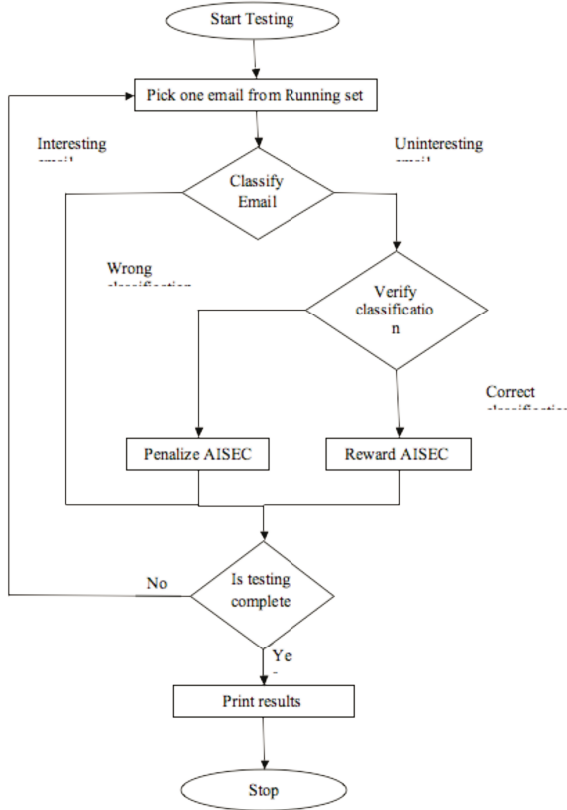 Start Testing
Pick one email from Running set
Interesting
Uninteresting
Classify
Email
Wrong
Verify
classificatio
n
Correct
Penalize AISEC
Reward AISEC
No
Is testing
complete
Ye
Print results
Stop